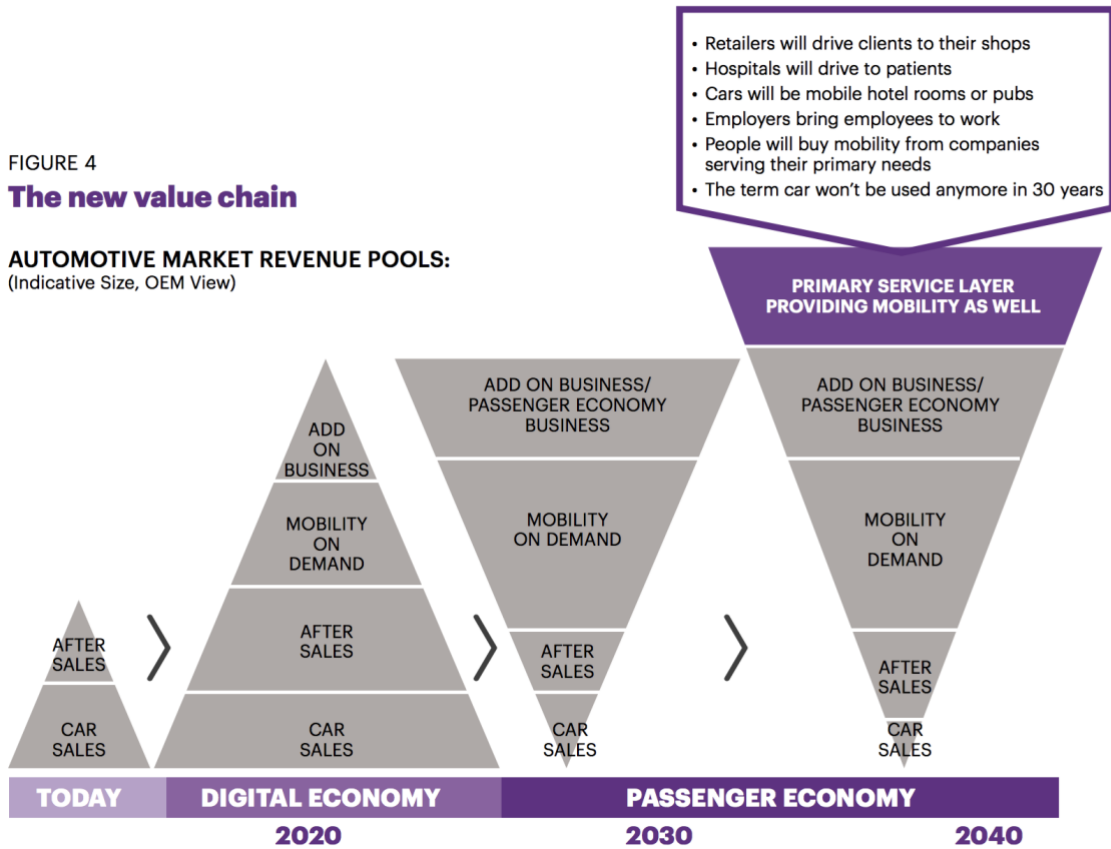 • Retailers will drive clients to their shops
• Hospitals will drive to patients
• Cars will be mobile hotel rooms or pubs
• Employers bring employees to work
• People will buy mobility from companies
serving their primary needs
• The term car won't be used anymore in 30 years
FIGURE 4
The new value chain
AUTOMOTIVE MARKET REVENUE POOLS:
(Indicative Size, OEM View)
AFTER
SALES
CAR
SALES
ADD
ON
BUSINESS
MOBILITY
ON
DEMAND
AFTER
SALES
CAR
SALES
ADD ON BUSINESS/
PASSENGER ECONOMY
BUSINESS
MOBILITY
ON DEMAND
AFTER
SALES
CAR
SALES
PRIMARY SERVICE LAYER
PROVIDING MOBILITY AS WELL
ADD ON BUSINESS/
PASSENGER ECONOMY
BUSINESS
MOBILITY
ON
DEMAND
AFTER
SALES
CAR
SALES
TODAY
DIGITAL ECONOMY
PASSENGER ECONOMY
2020
2030
2040